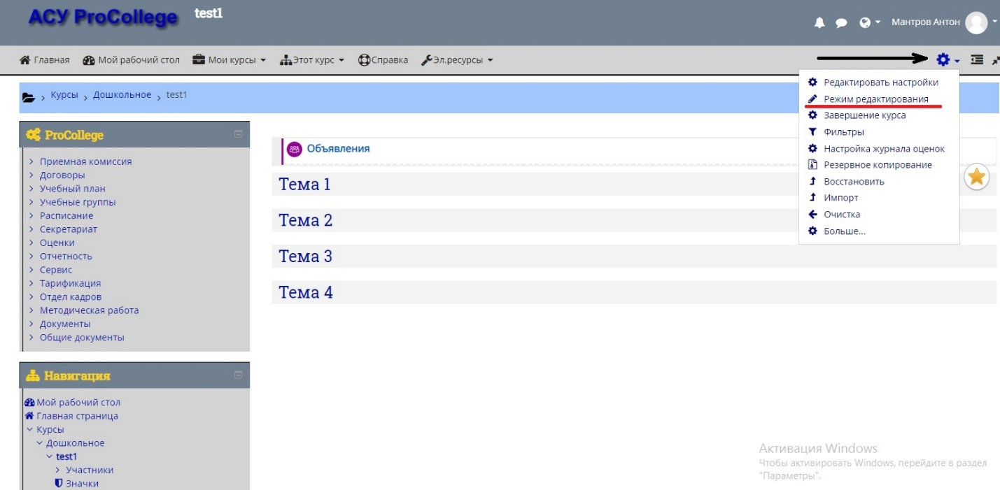 АСУ ProCollege
test1
Мантров Антон
Главная Мой рабочий стол Мои курсы Этот курс Справка Эл.ресурсы
Курсы Дошкольное test1
Редактировать настройки
Режим редактирования
Завершение курса
Фильтры
Настройка журнала оценок
Резервное копирование
Восстановить
Импорт
Очистка
Больше...
ProCollege
Приемная комиссия
Договоры
Учебный план
Учебные группы
Расписание
Секретариат
Оценки
Отчетность
Сервис
Тарификация
Отдел кадров
Методическая работа
Документы
Общие документы
Объявления
Тема 1
Тема 2
Тема 3
Тема 4
Навигация
Мой рабочий стол
Главная страница
Курсы
Дошкольное
test1
Участники
Значки
Активация Windows
Чтобы активировать Windows, перейдите в раздел
"Параметры".